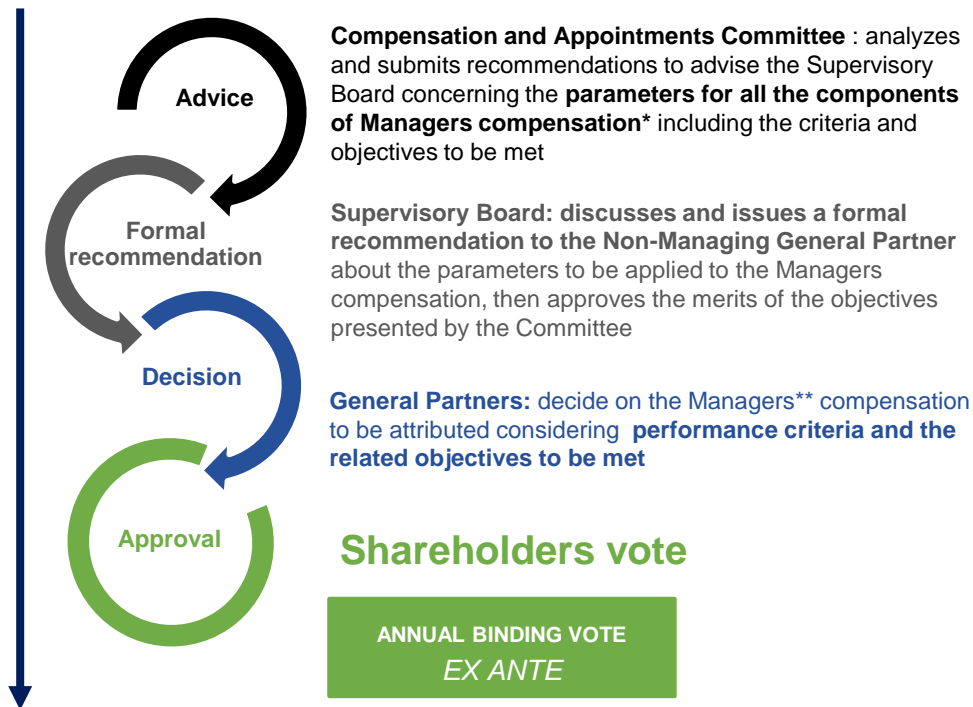 Advice
Compensation and Appointments Committee : analyzes
and submits recommendations to advise the Supervisory
Board concerning the parameters for all the components
of Managers compensation* including the criteria and
objectives to be met
Formal
recommendation
Supervisory Board: discusses and issues a formal
recommendation to the Non-Managing General Partner
about the parameters to be applied to the Managers
compensation, then approves the merits of the objectives
presented by the Committee
Decision
General Partners: decide on the Managers** compensation
to be attributed considering performance criteria and the
related objectives to be met
Approval
Shareholders vote
ANNUAL BINDING VOTE
EX ANTE